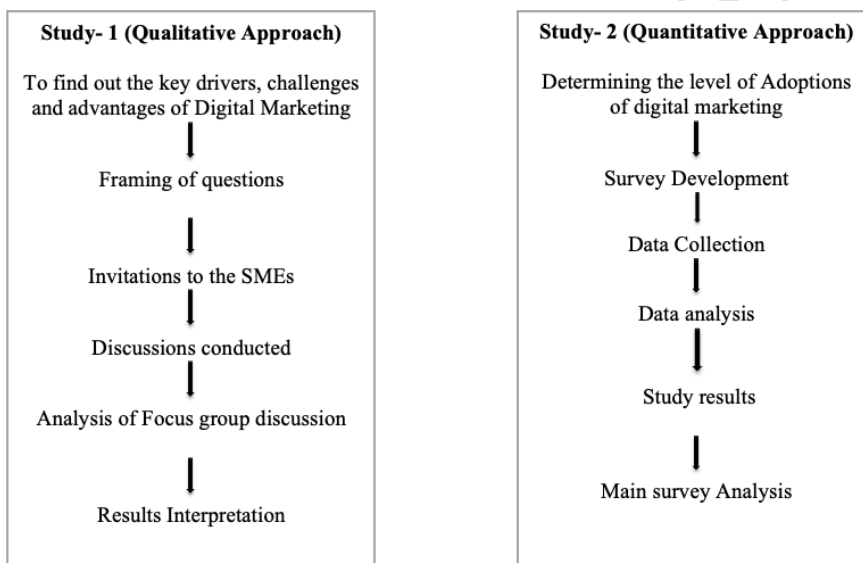 Study- 1 (Qualitative Approach)
To find out the key drivers, challenges
and advantages of Digital Marketing
Framing of questions
Invitations to the SMEs
Discussions conducted
Analysis of Focus group discussion
Results Interpretation
Study- 2 (Quantitative Approach)
Determining the level of Adoptions
of digital marketing
Survey Development
Data Collection
Data analysis
Study results
Main survey Analysis